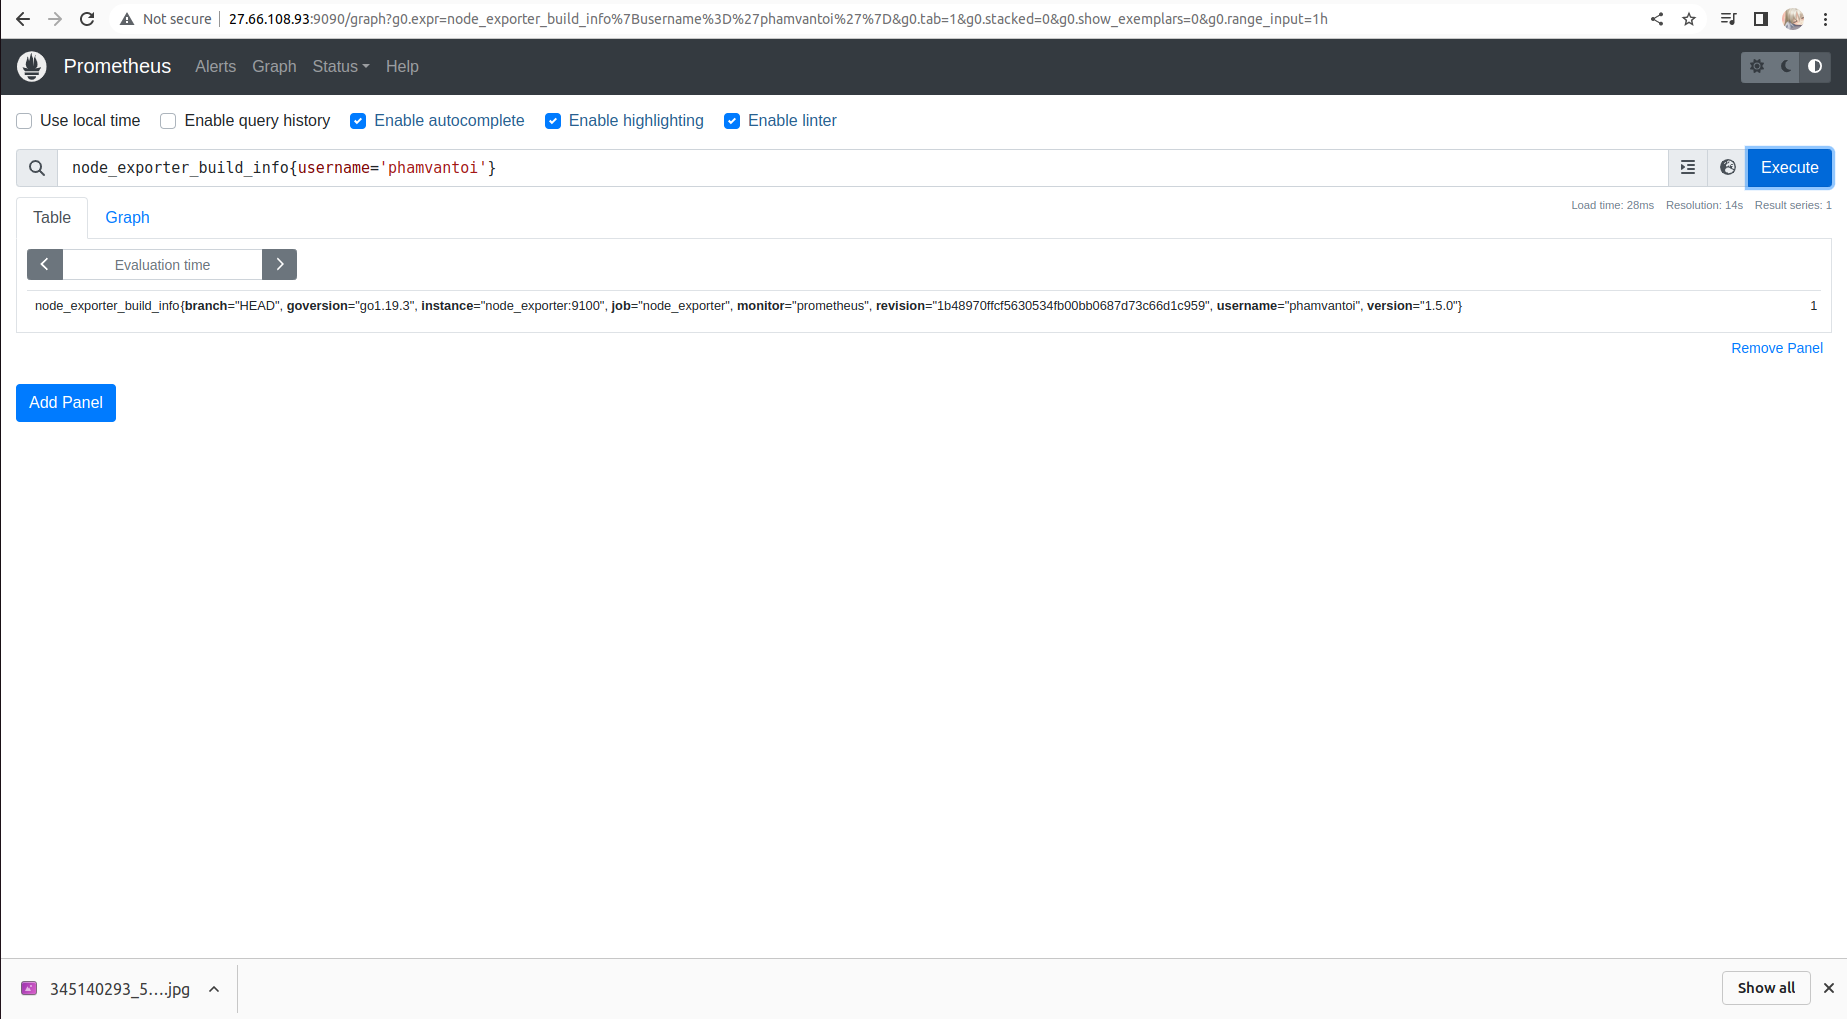 Not secure 27.66.108.93:9090/graph?g0.expr=node_exporter_build_info%7Busername%3D%27phamvantoi%27%7D&g0.tab=1&g0.stacked=0&g0.show_exemplars=0&g0.range_input=1h
Prometheus Alerts Graph Status Help
Use local time Enable query history Enable autocomplete Enable highlighting Enable linter
node_exporter_build_info{username='phamvantoi'} Execute
Table Graph Load time: 28ms Resolution: 14s Result series: 1
Evaluation time
node_exporter_build_info{branch="HEAD", goversion="go1.19.3", instance="node_exporter:9100", job="node_exporter", monitor="prometheus", revision="1b48970ffcf5630534fb00bb0687d73c66d1c959", username="phamvantoi", version="1.5.0"} 1
Remove Panel
Add Panel
345140293_5....jpg Show all